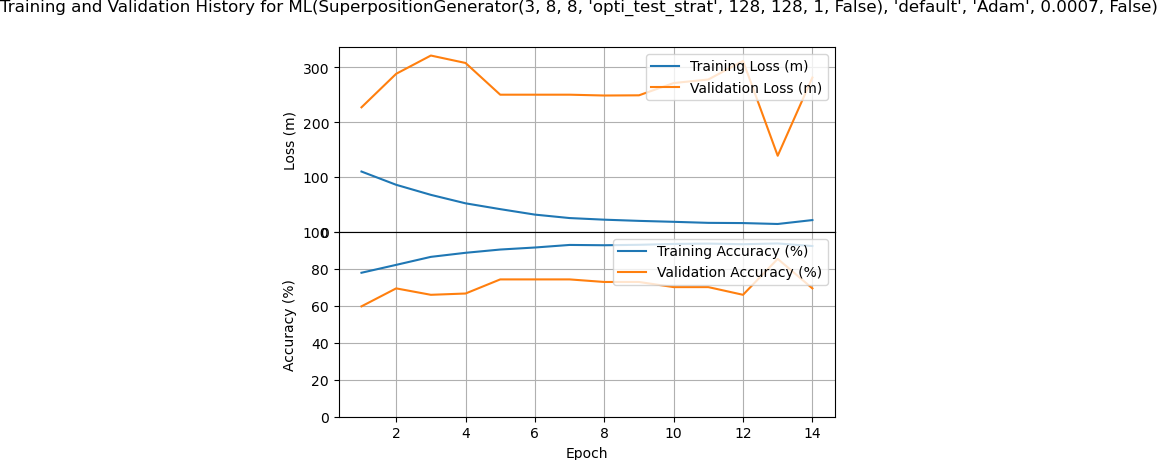 Training and Validation History for ML(SuperpositionGenerator(3, 8, 8, 'opti_test_strat', 128, 128, 1, False), 'default', 'Adam', 0.0007, False)
300
200
100
0
Loss (m)
Training Loss (m)
Validation Loss (m)
100
80
60
40
20
0
Accuracy (%)
Training Accuracy (%)
Validation Accuracy (%)
2 4 6 8 10 12 14
Epoch